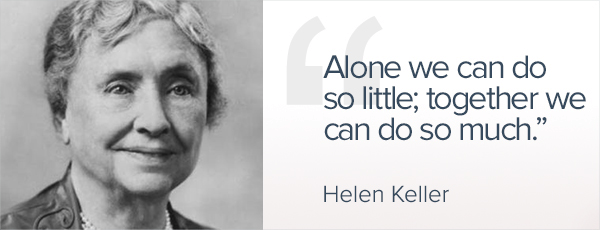 “
Alone we can do
so little; together we
can do so much.”
Helen Keller